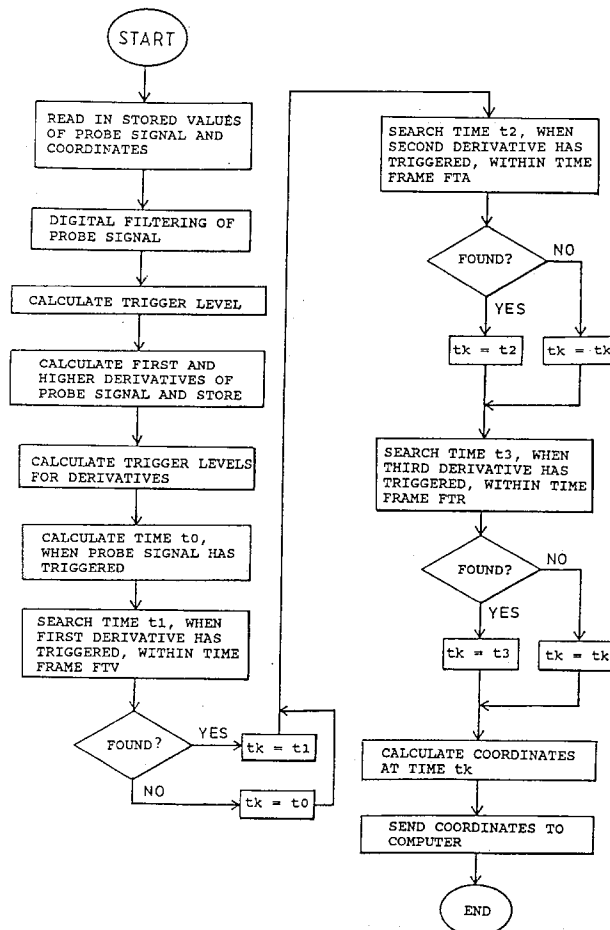 START
READ IN STORED VALUES
OF PROBE SIGNAL AND
COORDINATES
DIGITAL FILTERING OF
PROBE SIGNAL
CALCULATE TRIGGER LEVEL
CALCULATE FIRST AND
HIGHER DERIVATIVES OF
PROBE SIGNAL AND STORE
CALCULATE TRIGGER LEVELS
FOR DERIVATIVES
CALCULATE TIME t0,
WHEN PROBE SIGNAL HAS
TRIGGERED
SEARCH TIME t1, WHEN
FIRST DERIVATIVE HAS
TRIGGERED, WITHIN TIME
FRAME FTV
FOUND?
YES
tk = t1
NO
tk = t0
SEARCH TIME t2, WHEN
SECOND DERIVATIVE HAS
TRIGGERED, WITHIN TIME
FRAME FTA
FOUND?
NO
YES
tk = t2
tk = tk
SEARCH TIME t3, WHEN
THIRD DERIVATIVE HAS
TRIGGERED, WITHIN TIME
FRAME FTR
FOUND?
NO
YES
tk = t3
tk = tk
CALCULATE COORDINATES
AT TIME tk
SEND COORDINATES TO
COMPUTER
END